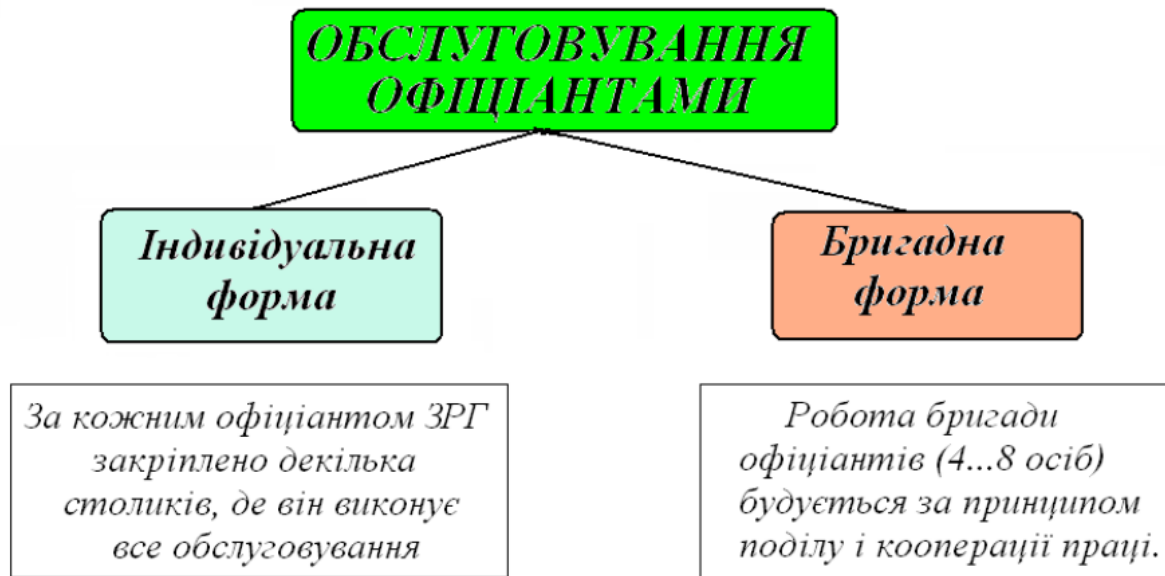 ОБСЛУГОВУВАННЯ
ОФІЦІАНТАМИ
Індивідуальна
форма
Бригадна
форма
За кожним офіціантом ЗРГ
закріплено декілька
столиків, де він виконує
все обслуговування
Робота бригади
офіціантів (4...8 осіб)
будується за принципом
поділу і кооперації праці.